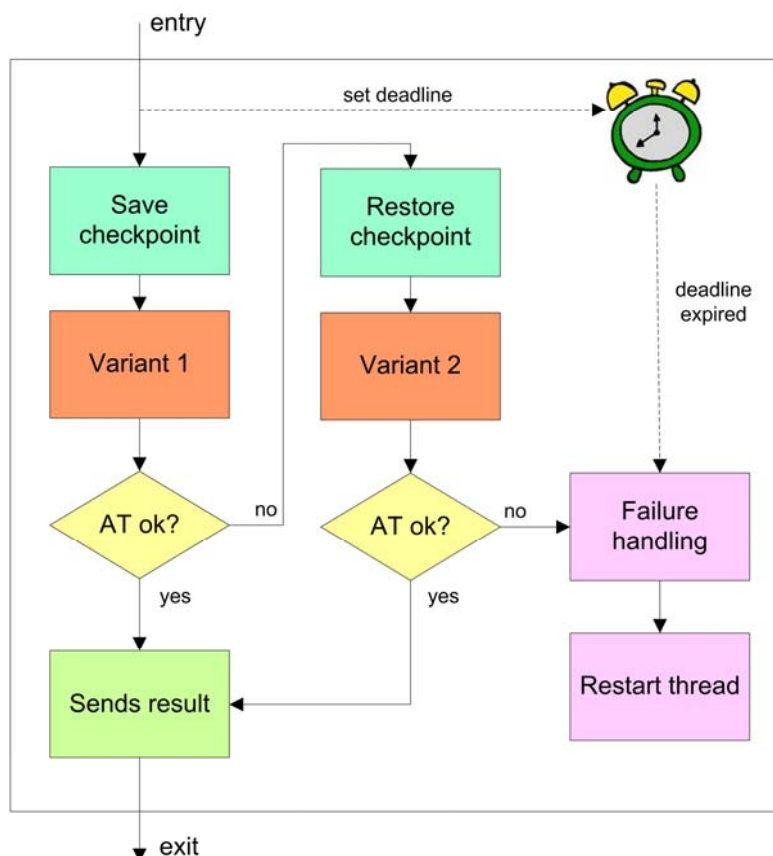 entry
set deadline
Save
checkpoint
Restore
checkpoint
deadline
expired
Variant 1
Variant 2
AT ok?
no
AT ok?
no
Failure
handling
yes
yes
Sends result
Restart thread
exit